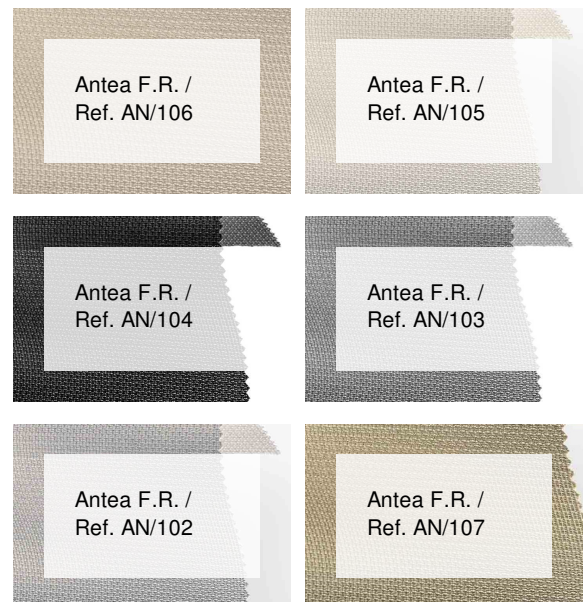 Antea F.R. /
Ref. AN/106
Antea F.R. /
Ref. AN/105
Antea F.R. /
Ref. AN/104
Antea F.R. /
Ref. AN/103
Antea F.R. /
Ref. AN/102
Antea F.R. /
Ref. AN/107